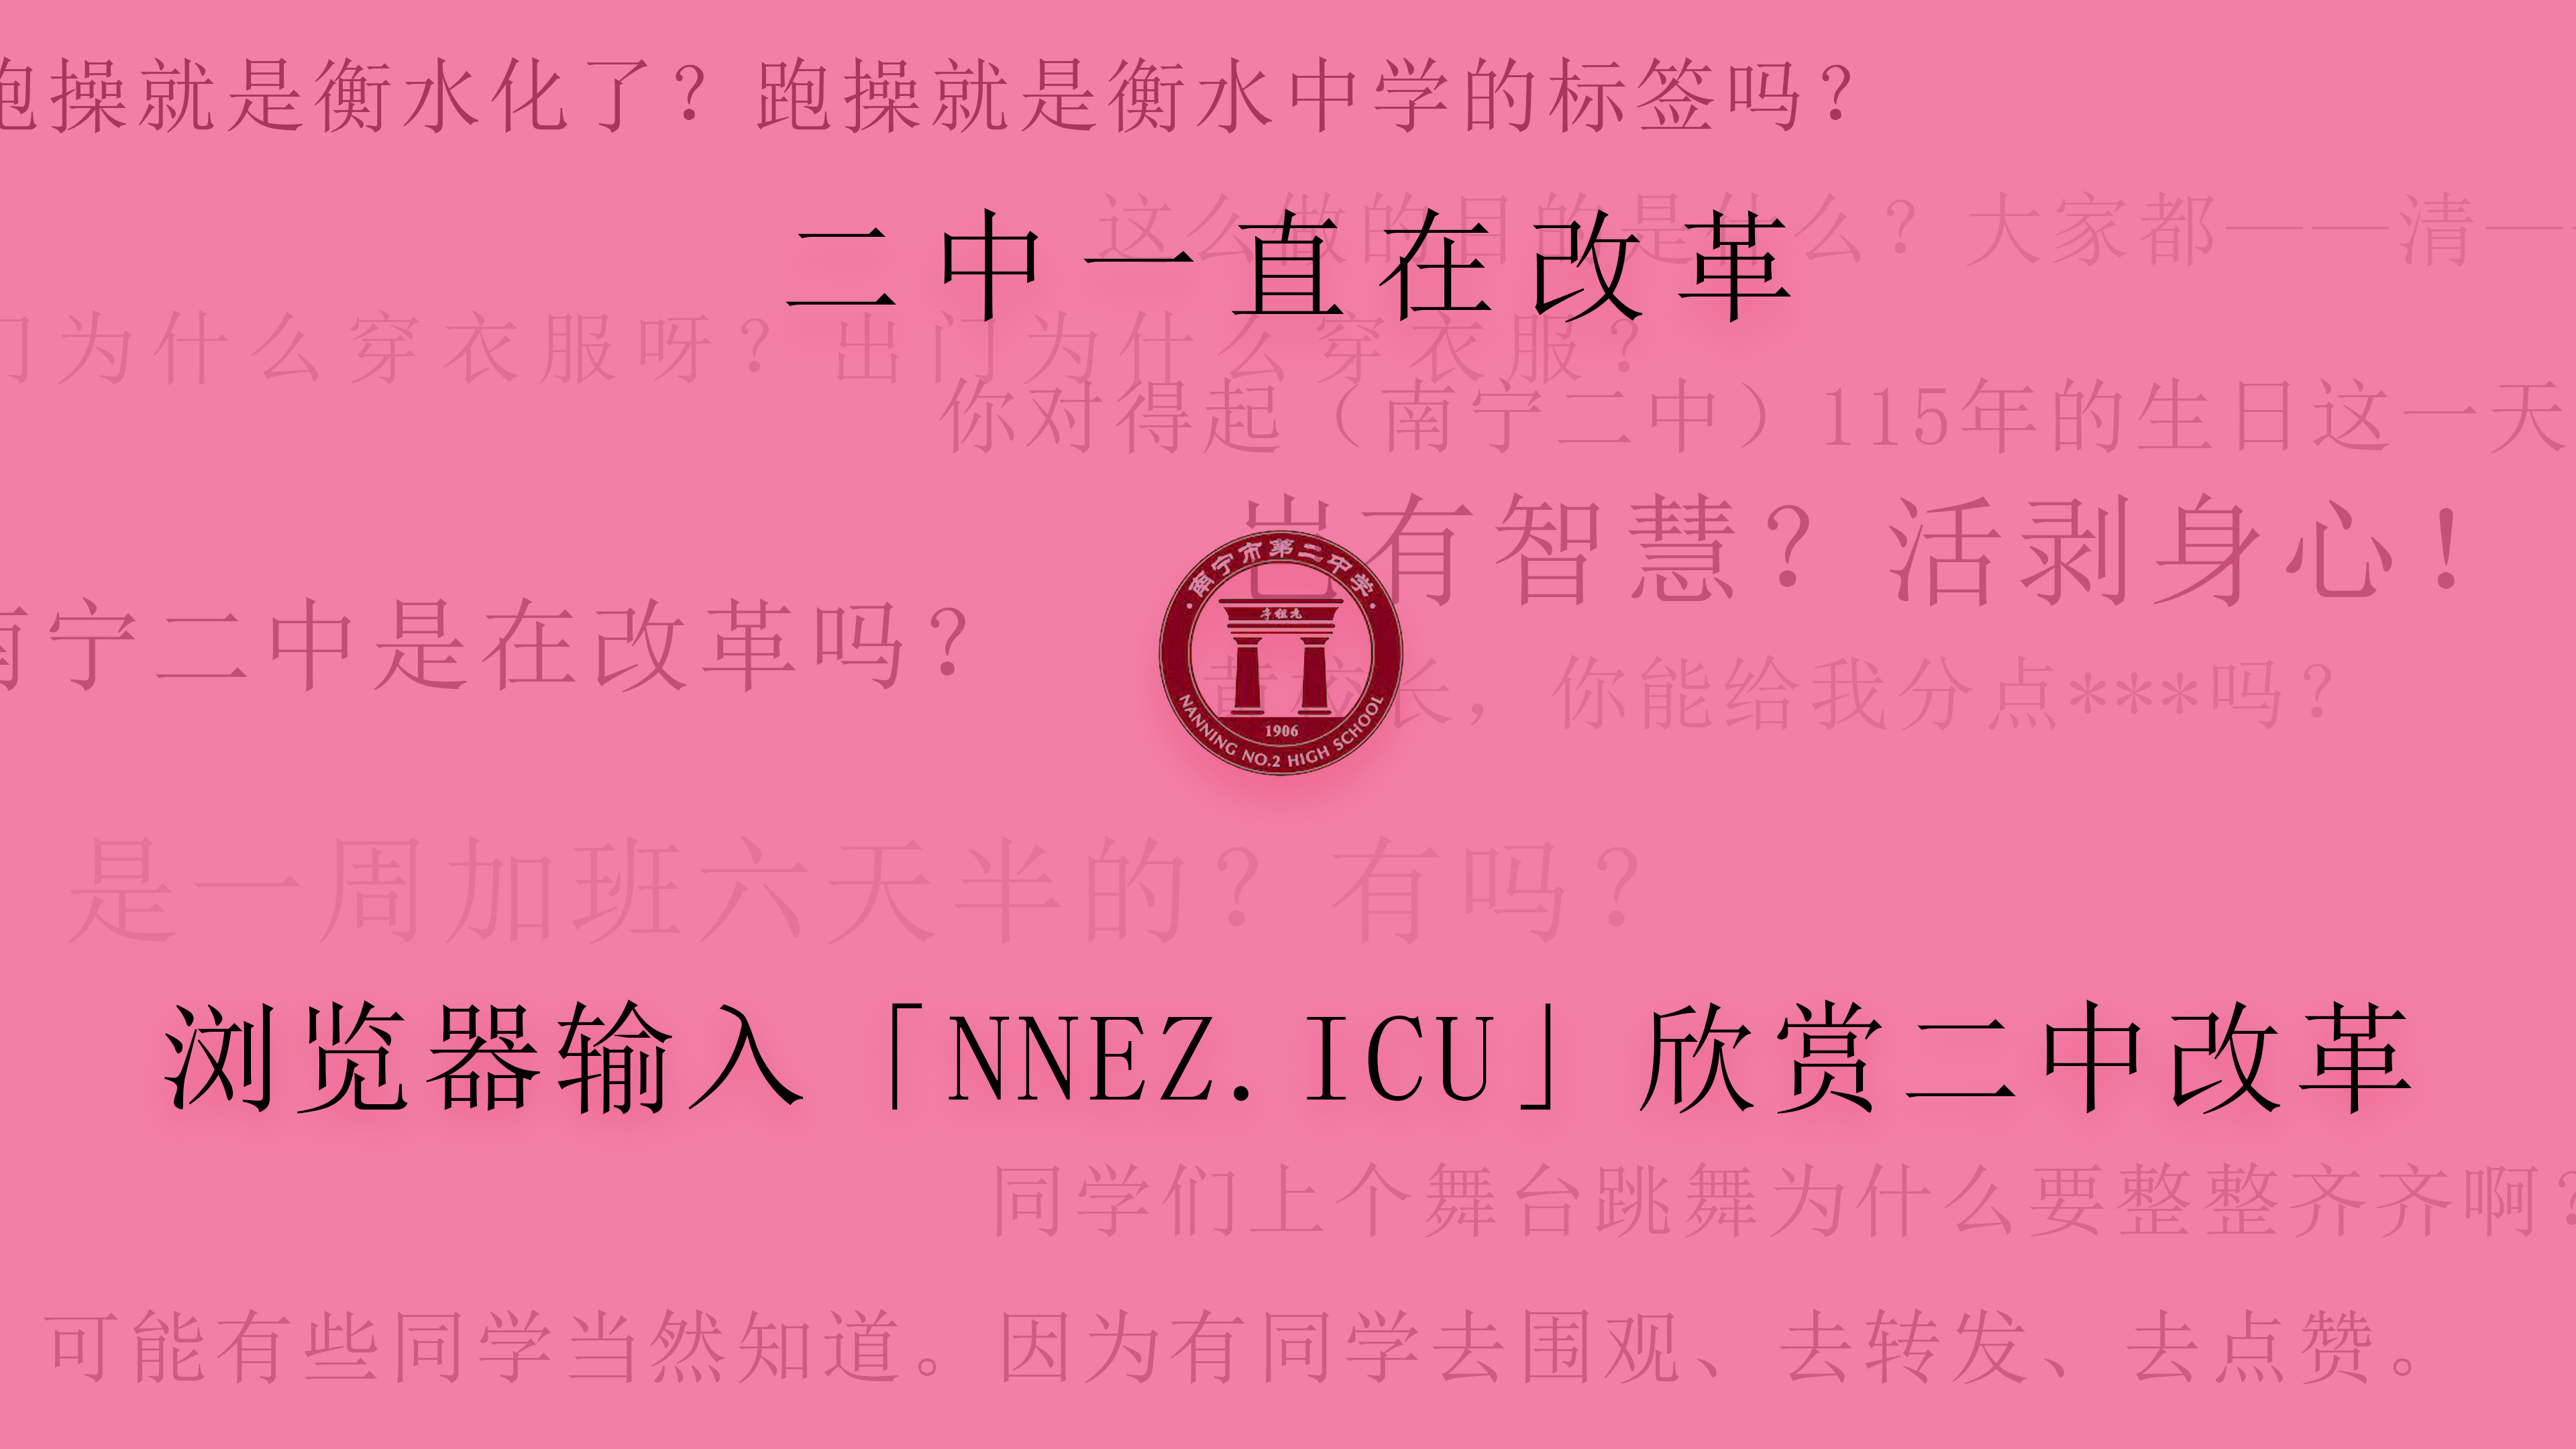 跑操就是衡水化了？跑操就是衡水中学的标签吗？
这么做的目的是什么？大家都一一清一
二中一直在改革
门为什么穿衣服呀？出门为什么穿衣服？
你对得起（南宁二中）115年的生日这一天
岂有智慧？活剥身心！
南宁市第二中学
1906
NANNING NO.2 HIGH SCHOOL
南宁二中是在改革吗？
黄校长，你能给我分点***吗？
是一周加班六天半的？有吗？
浏览器输入「NNEZ.ICU」欣赏二中改革
同学们上个舞台跳舞为什么要整整齐齐啊？
可能有些同学当然知道。因为有同学去围观、去转发、去点赞。